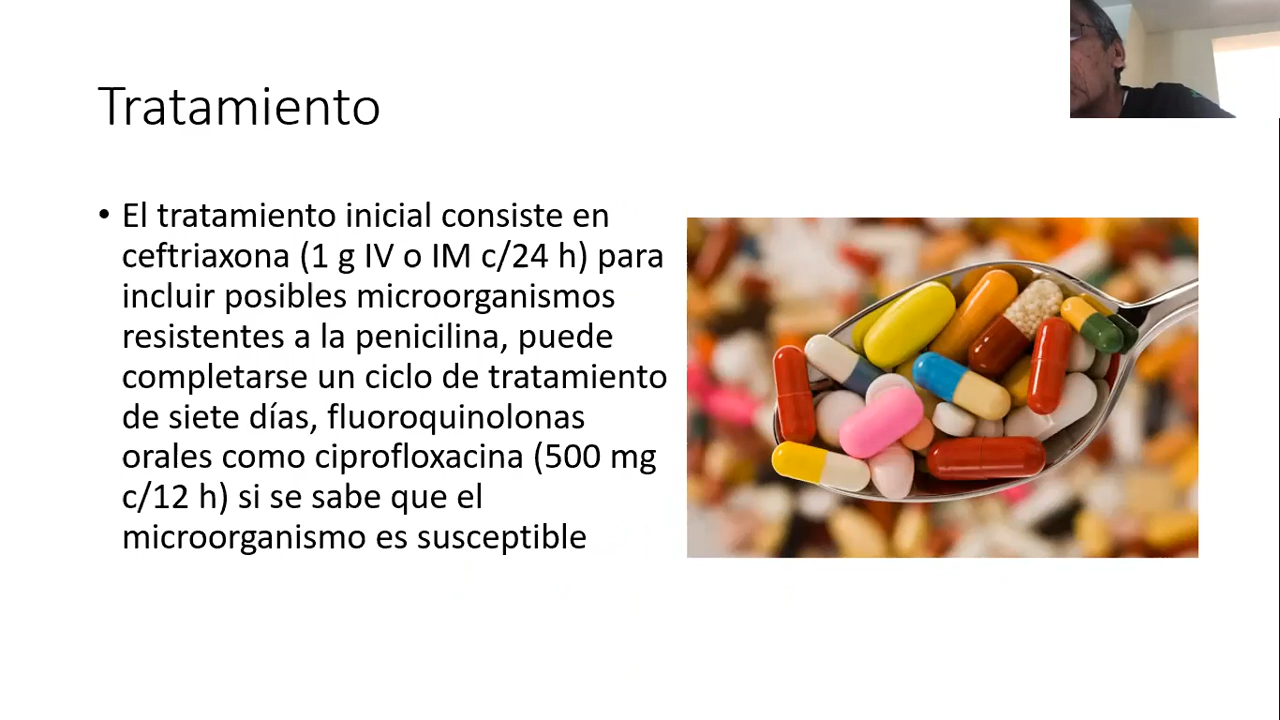 Tratamiento
• El tratamiento inicial consiste en
ceftriaxona (1 g IV o IM c/24 h) para
incluir posibles microorganismos
resistentes a la penicilina, puede
completarse un ciclo de tratamiento
de siete días, fluoroquinolonas
orales como ciprofloxacina (500 mg
c/12 h) si se sabe que el
microorganismo es susceptible